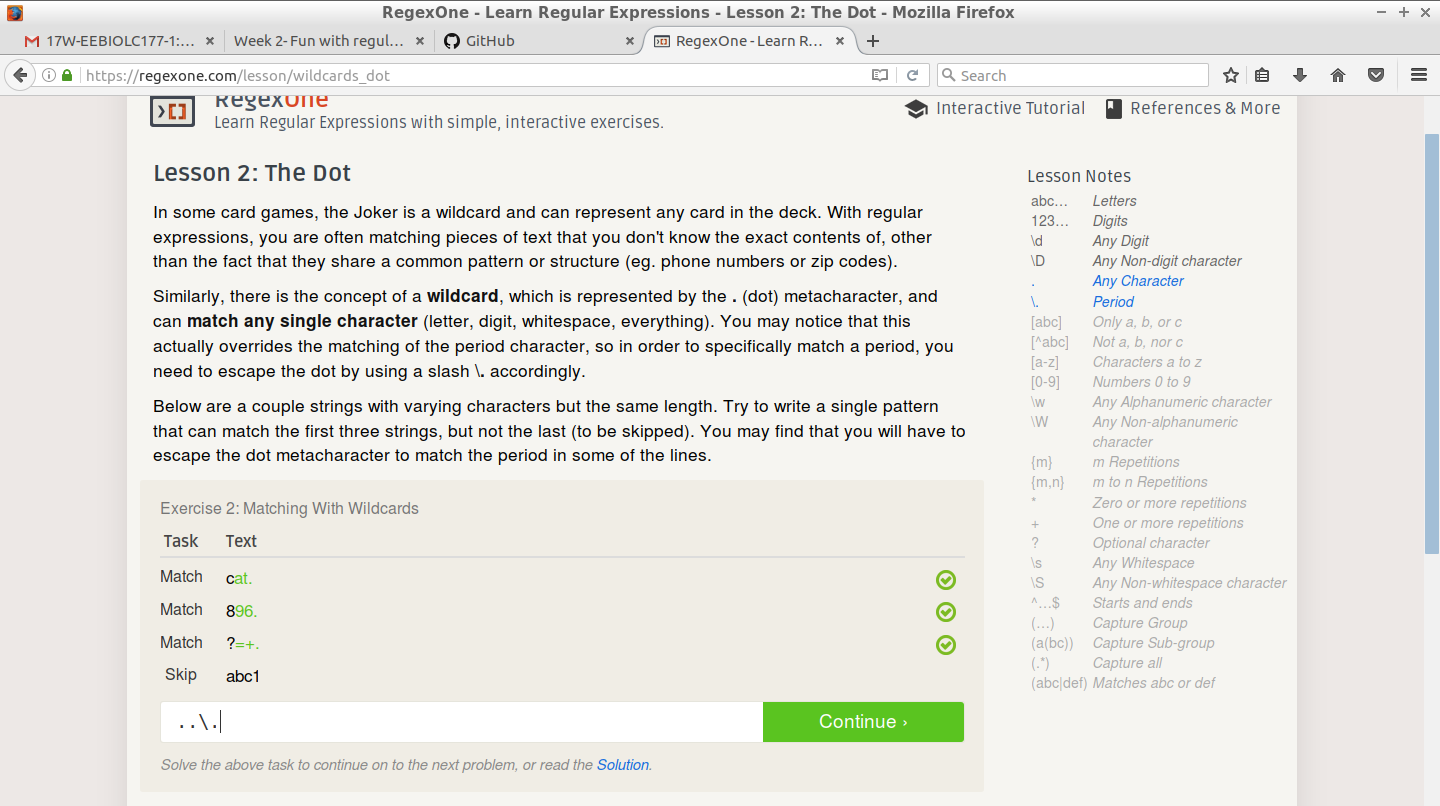 RegexOne - Learn Regular Expressions - Lesson 2: The Dot - Mozilla Firefox
17W-EEBIOLC177-1:... Week 2- Fun with regul... GitHub RegexOne - Learn R...
https://regexone.com/lesson/wildcards_dot Search
RegexOne
Learn Regular Expressions with simple, interactive exercises.
Interactive Tutorial References & More
Lesson 2: The Dot
In some card games, the Joker is a wildcard and can represent any card in the deck. With regular
expressions, you are often matching pieces of text that you don't know the exact contents of, other
than the fact that they share a common pattern or structure (eg. phone numbers or zip codes).
Similarly, there is the concept of a wildcard, which is represented by the . (dot) metacharacter, and
can match any single character (letter, digit, whitespace, everything). You may notice that this
actually overrides the matching of the period character, so in order to specifically match a period, you
need to escape the dot by using a slash \. accordingly.
Below are a couple strings with varying characters but the same length. Try to write a single pattern
that can match the first three strings, but not the last (to be skipped). You may find that you will have to
escape the dot metacharacter to match the period in some of the lines.
Exercise 2: Matching With Wildcards
Task Text
Match cat.
Match 896.
Match ?=+.
Skip abc1
..\.
Continue ›
Solve the above task to continue on to the next problem, or read the Solution.
Lesson Notes
abc… Letters
123… Digits
\d Any Digit
\D Any Non-digit character
. Any Character
\. Period
[abc] Only a, b, or c
[^abc] Not a, b, nor c
[a-z] Characters a to z
[0-9] Numbers 0 to 9
\w Any Alphanumeric character
\W Any Non-alphanumeric
character
{m} m Repetitions
{m,n} m to n Repetitions
* Zero or more repetitions
+ One or more repetitions
? Optional character
\s Any Whitespace
\S Any Non-whitespace character
^…$ Starts and ends
(…) Capture Group
(a(bc)) Capture Sub-group
(.*) Capture all
(abc|def) Matches abc or def